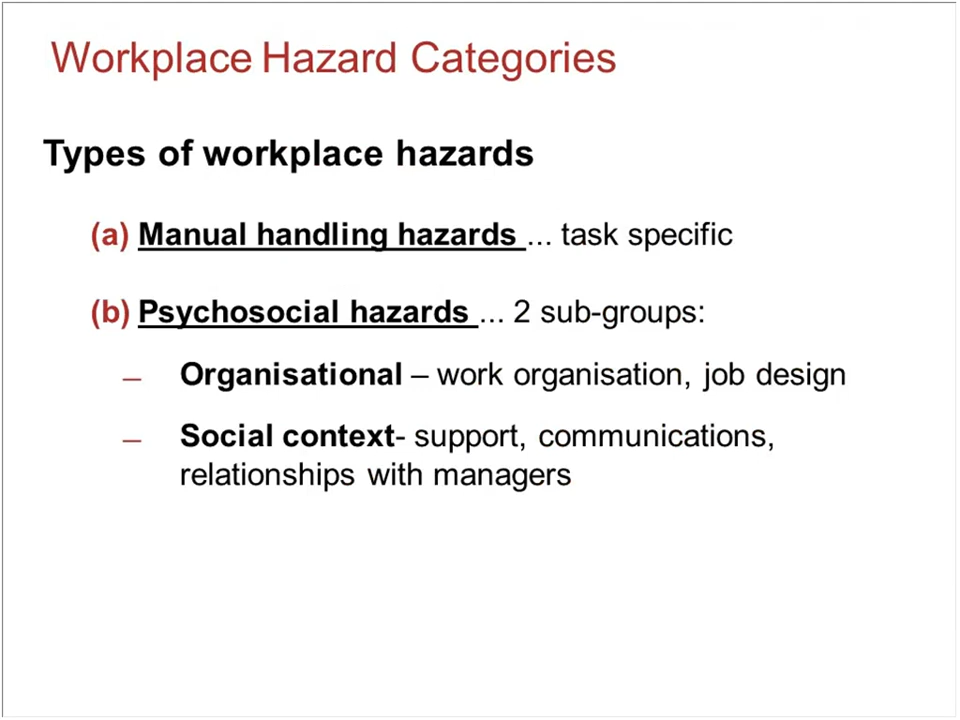 Workplace Hazard Categories
Types of workplace hazards
(a) Manual handling hazards ... task specific
(b) Psychosocial hazards ... 2 sub-groups:
– Organisational – work organisation, job design
– Social context- support, communications,
relationships with managers